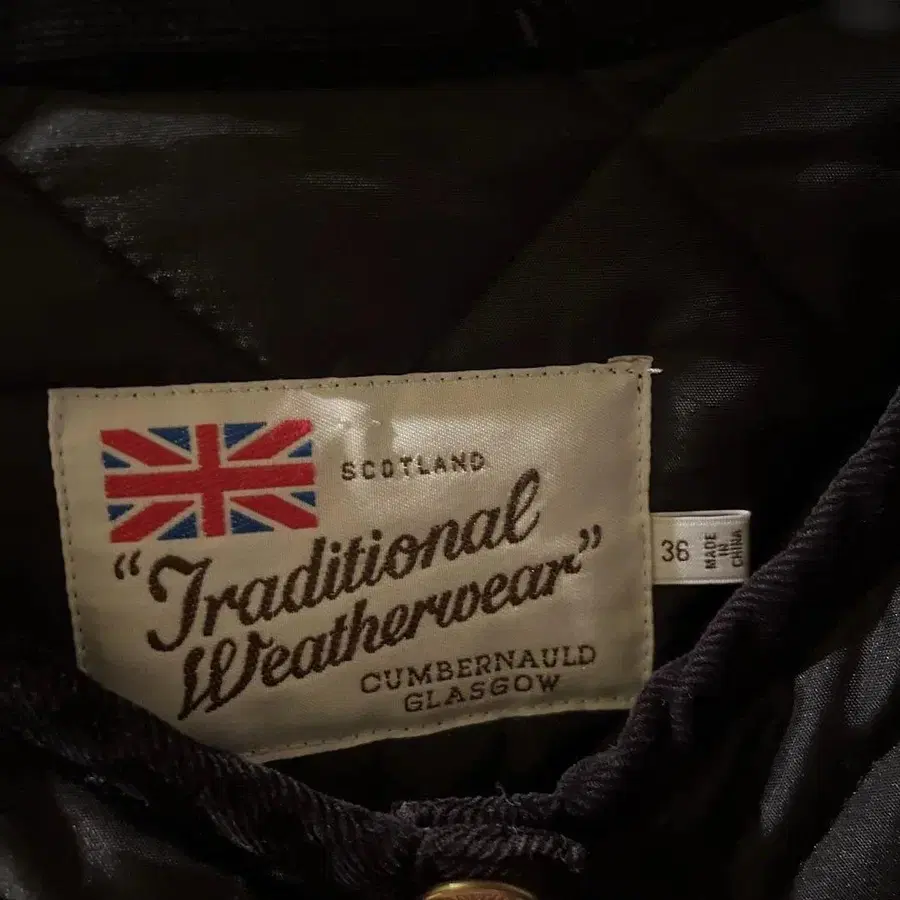 SCOTLAND
"Traditional
Weatherwear"
CUMBERNAULD
GLASGOW
36
MADE
IN
CHINA